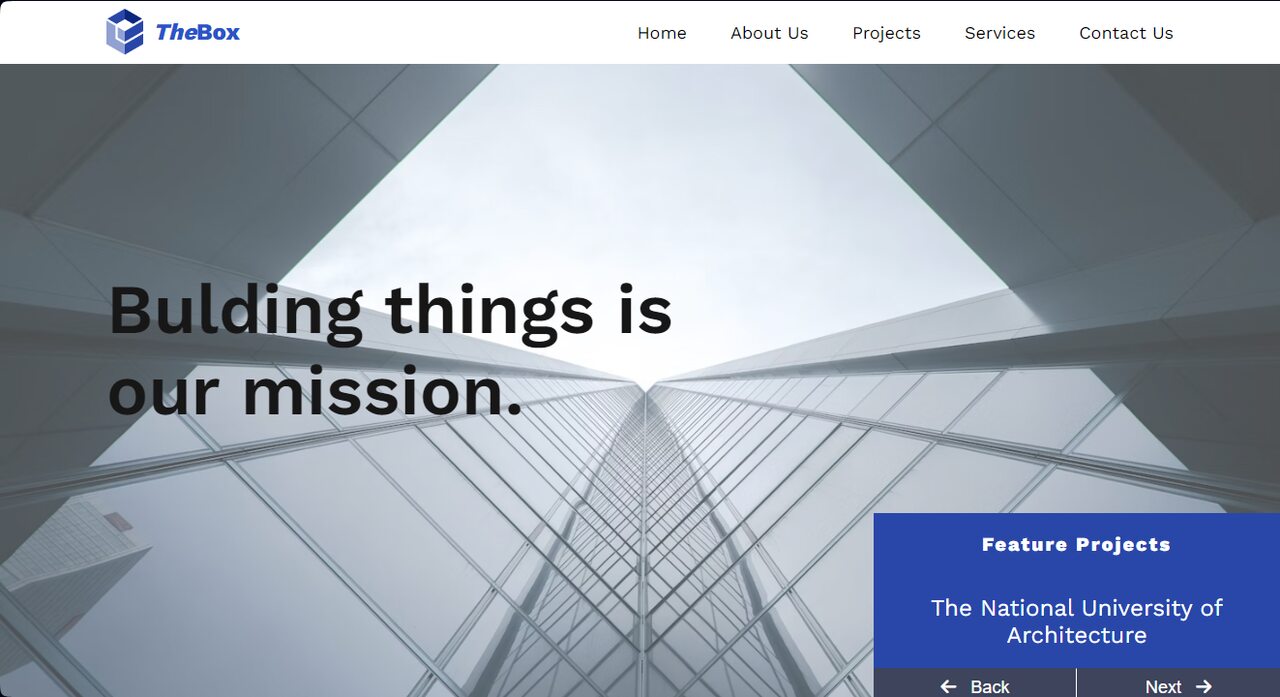 TheBox
Home About Us Projects Services Contact Us
Bulding things is
our mission.
Feature Projects
The National University of
Architecture
Back
Next